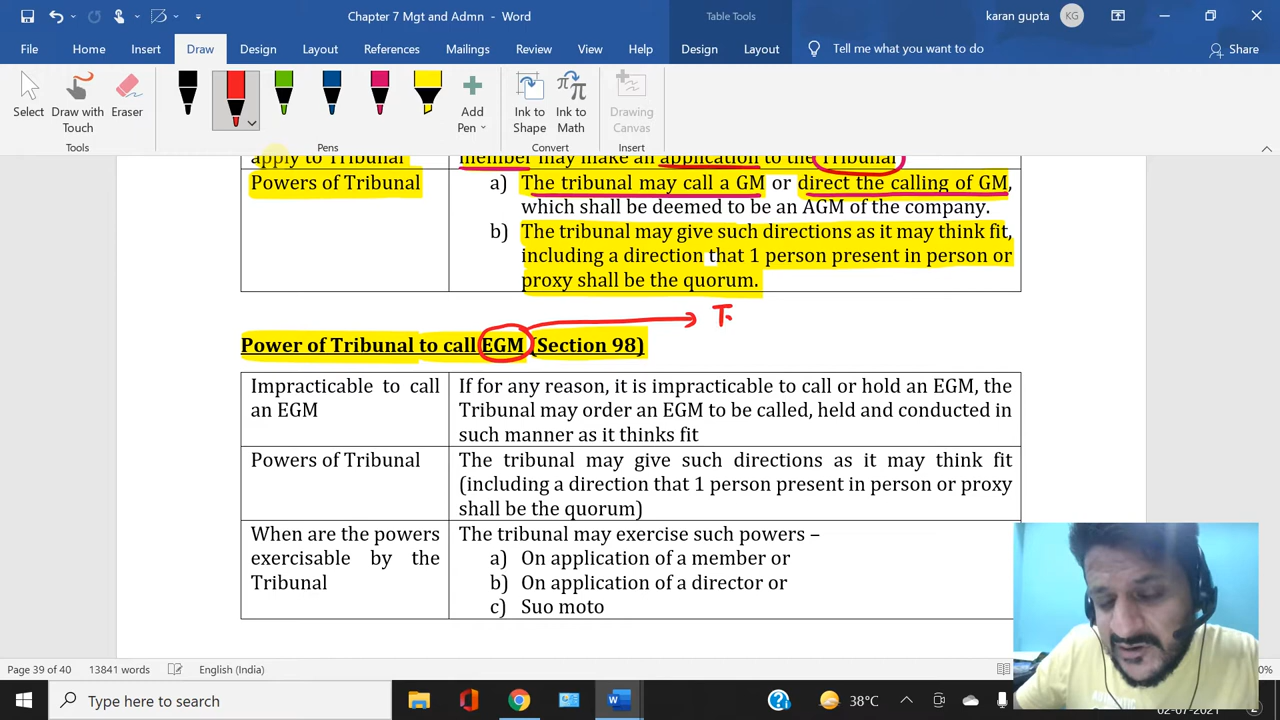 Chapter 7 Mgt and Admn - Word
Table Tools
karan gupta
KG
File Home Insert Draw Design Layout References Mailings Review View Help Design Layout Tell me what you want to do Share
Select
Draw with Touch
Eraser
Add Pen
Ink to Shape
Ink to Math
Drawing Canvas
Tools
Pens
Convert
Insert
apply to Tribunal
member may make an application to the Tribunal
Powers of Tribunal
a) The tribunal may call a GM or direct the calling of GM,
which shall be deemed to be an AGM of the company.
b) The tribunal may give such directions as it may think fit,
including a direction that 1 person present in person or
proxy shall be the quorum.
Power of Tribunal to call EGM (Section 98)
Impracticable to call
an EGM
If for any reason, it is impracticable to call or hold an EGM, the
Tribunal may order an EGM to be called, held and conducted in
such manner as it thinks fit
Powers of Tribunal
The tribunal may give such directions as it may think fit
(including a direction that 1 person present in person or proxy
shall be the quorum)
When are the powers
exercisable by the
Tribunal
The tribunal may exercise such powers –
a) On application of a member or
b) On application of a director or
c) Suo moto
Page 39 of 40 13841 words English (India)
0%
Type here to search
38°C
02-07-2021